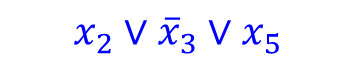 x₂ ∨ x̄₃ ∨ x₅